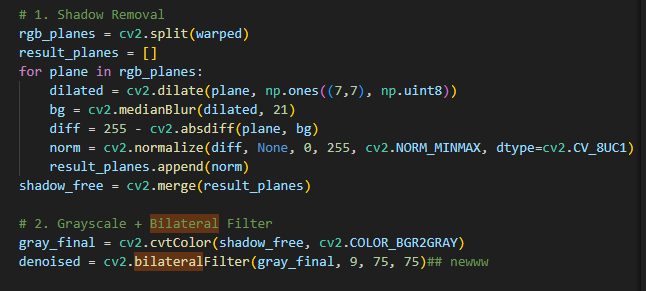 # 1. Shadow Removal
rgb_planes = cv2.split(warped)
result_planes = []
for plane in rgb_planes:
    dilated = cv2.dilate(plane, np.ones((7,7), np.uint8))
    bg = cv2.medianBlur(dilated, 21)
    diff = 255 - cv2.absdiff(plane, bg)
    norm = cv2.normalize(diff, None, 0, 255, cv2.NORM_MINMAX, dtype=cv2.CV_8UC1)
    result_planes.append(norm)
shadow_free = cv2.merge(result_planes)

# 2. Grayscale + Bilateral Filter
gray_final = cv2.cvtColor(shadow_free, cv2.COLOR_BGR2GRAY)
denoised = cv2.bilateralFilter(gray_final, 9, 75, 75)## newww